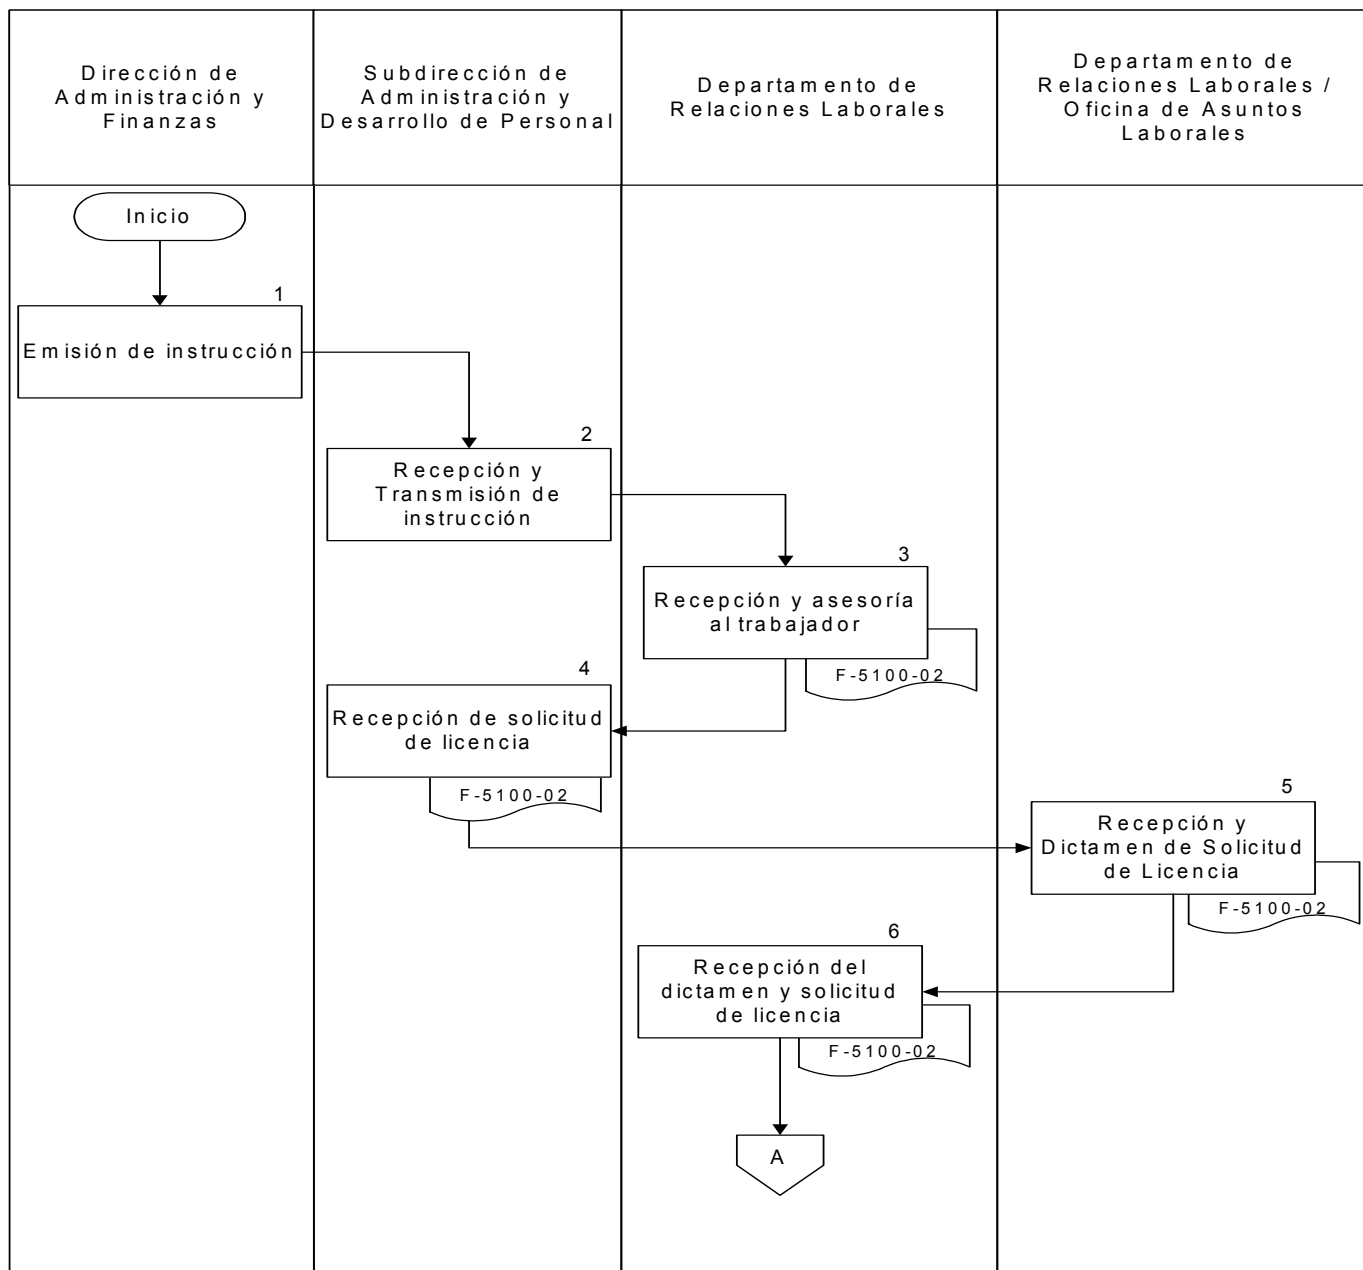 Dirección de
Administración y
Finanzas
Subdirección de
Administración y
Desarrollo de Personal
Departamento de
Relaciones Laborales
Departamento de
Relaciones Laborales /
Oficina de Asuntos
Laborales
Inicio
1
Emisión de instrucción
2
Recepción y
Transmisión de
instrucción
3
Recepción y asesoría
al trabajador
F-5100-02
4
Recepción de solicitud
de licencia
F-5100-02
5
Recepción y
Dictamen de Solicitud
de Licencia
F-5100-02
6
Recepción del
dictamen y solicitud
de licencia
F-5100-02
A